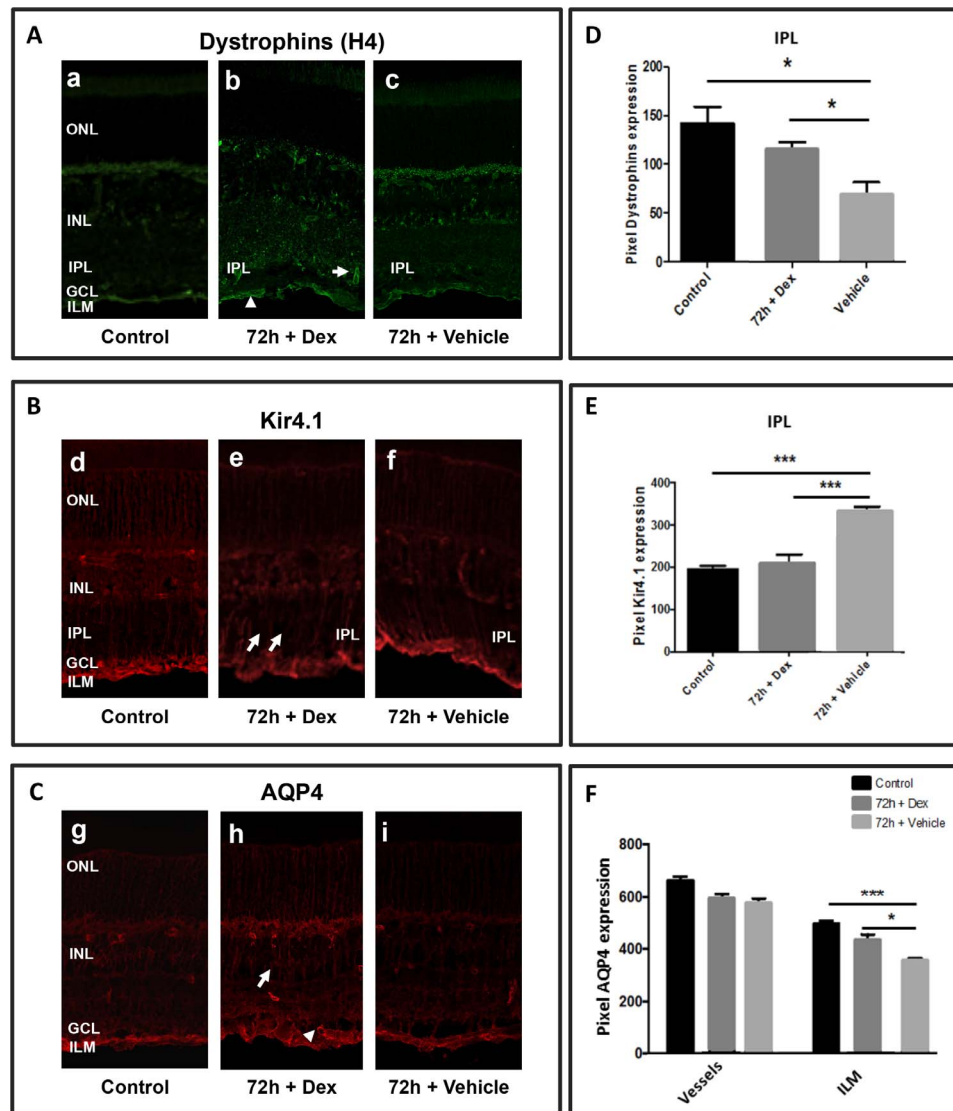 A
Dystrophins (H4)
a
b
c
ONL
INL
IPL
GCL
ILM
IPL
IPL
Control
72h + Dex
72h + Vehicle
D
IPL
Pixel Dystrophins expression
200
150
100
50
0
*
*
Control
72h + Dex
Vehicle
B
Kir4.1
d
e
f
ONL
INL
IPL
GCL
ILM
IPL
IPL
Control
72h + Dex
72h + Vehicle
E
IPL
Pixel Kir4.1 expression
400
300
200
100
0
***
***
Control
72h + Dex
72h + Vehicle
C
AQP4
g
h
i
ONL
INL
GCL
ILM
Control
72h + Dex
72h + Vehicle
F
Control
72h + Dex
72h + Vehicle
Pixel AQP4 expression
800
600
400
200
0
***
*
Vessels
ILM